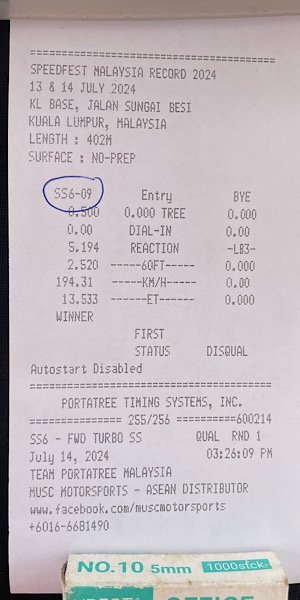 ========================================
SPEEDFEST MALAYSIA RECORD 2024
13 & 14 JULY 2024
KL BASE, JALAN SUNGAI BESI
KUALA LUMPUR, MALAYSIA
LENGTH : 402M
SURFACE : NO-PREP
SS6-09 Entry BYE
0.500 0.000 TREE 0.000
0.00 DIAL-IN 0.00
5.194 REACTION -LB3-
2.520 ------60FT----- 0.000
194.31 ------KM/H----- 0.00
13.533 ------ET------- 0.000
WINNER
FIRST
STATUS DISQUAL
Autostart Disabled
========================================
PORTATREE TIMING SYSTEMS, INC.
=============== 255/256 ==========600214
SS6 - FWD TURBO SS QUAL RND 1
July 14, 2024 03:26:09 PM
TEAM PORTATREE MALAYSIA
MUSC MOTORSPORTS - ASEAN DISTRIBUTOR
www.facebook.com/muscmotorsports
+6016-6681490
NO.10 5mm 1000stcks